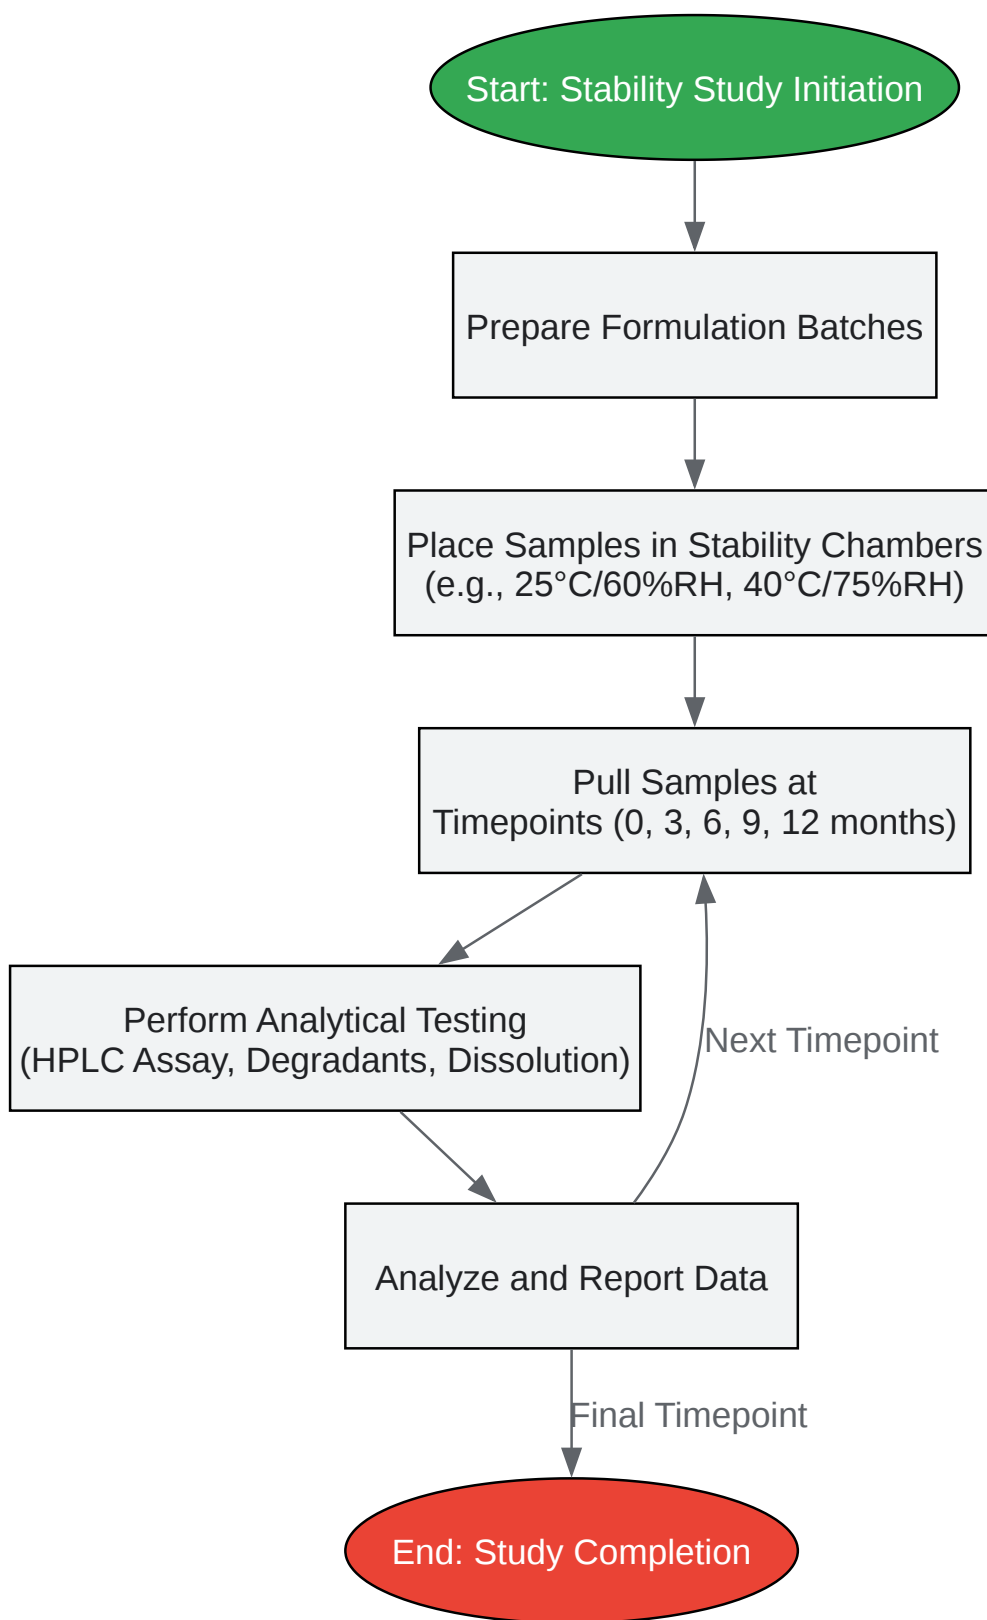 Start: Stability Study Initiation
Prepare Formulation Batches
Place Samples in Stability Chambers
(e.g., 25°C/60%RH, 40°C/75%RH)
Pull Samples at
Timepoints (0, 3, 6, 9, 12 months)
Perform Analytical Testing
(HPLC Assay, Degradants, Dissolution)
Next Timepoint
Analyze and Report Data
Final Timepoint
End: Study Completion